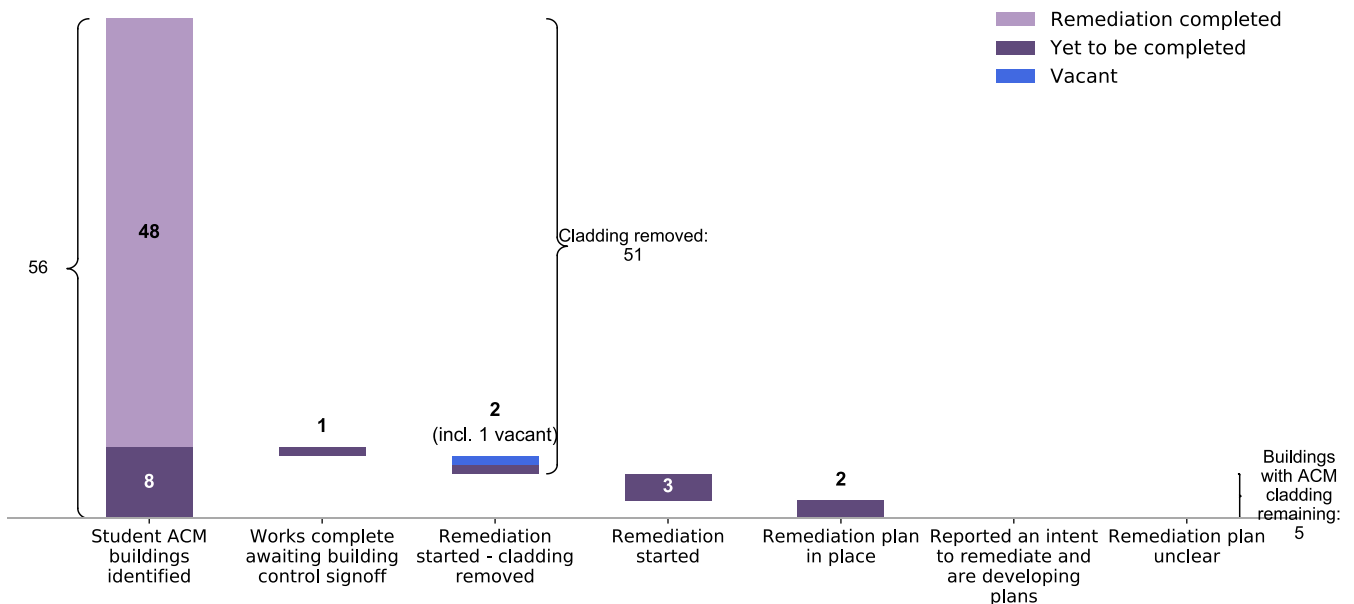 Remediation completed
Yet to be completed
Vacant
56
48
8
1
2
(incl. 1 vacant)
Cladding removed:
51
3
2
Buildings
with ACM
cladding
remaining:
5
Student ACM
buildings
identified
Works complete
awaiting building
control signoff
Remediation
started - cladding
removed
Remediation
started
Remediation plan
in place
Reported an intent
to remediate and
are developing
plans
Remediation plan
unclear